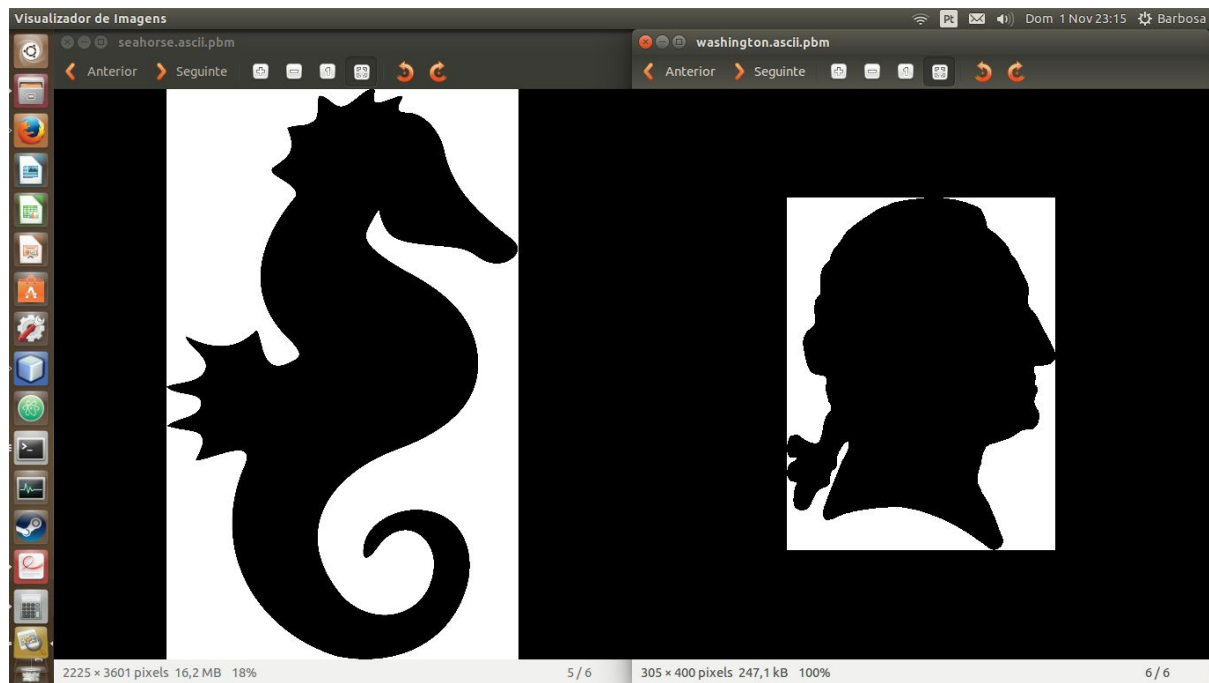 Visualizador de Imagens
Pt
Dom 1 Nov 23:15
Barbosa
seahorse.ascii.pbm
Anterior
Seguinte
washington.ascii.pbm
Anterior
Seguinte
2225 × 3601 pixels 16,2 MB 18%
5 / 6
305 × 400 pixels 247,1 kB 100%
6 / 6